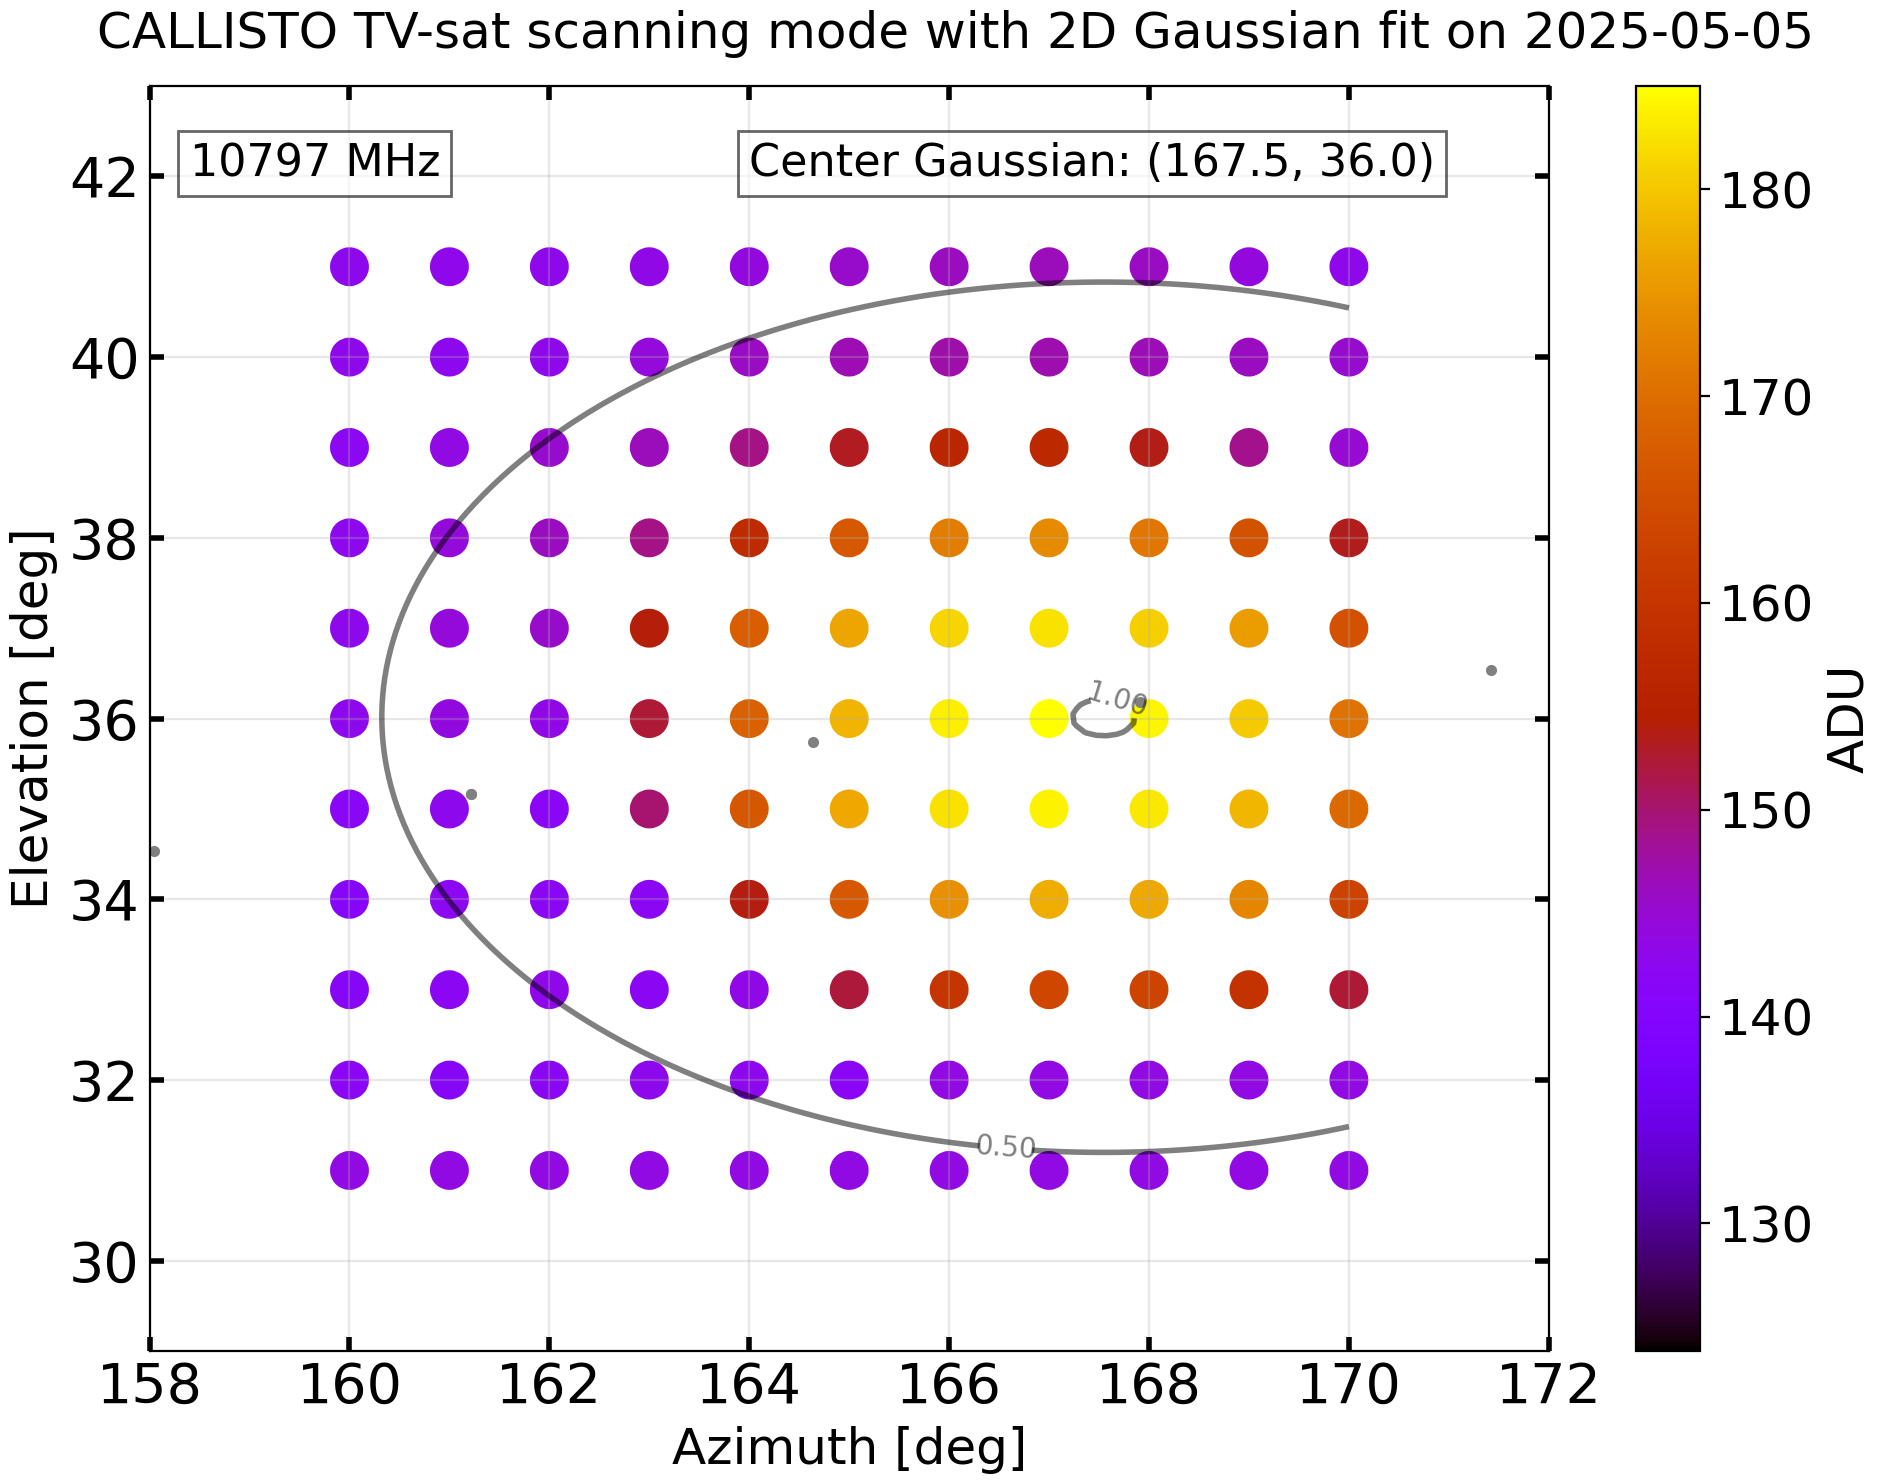 CALLISTO TV-sat scanning mode with 2D Gaussian fit on 2025-05-05
10797 MHz
Center Gaussian: (167.5, 36.0)
42
40
38
36
34
32
30
Elevation [deg]
1.00
0.50
158 160 162 164 166 168 170 172
Azimuth [deg]
180
170
160
150
140
130
ADU